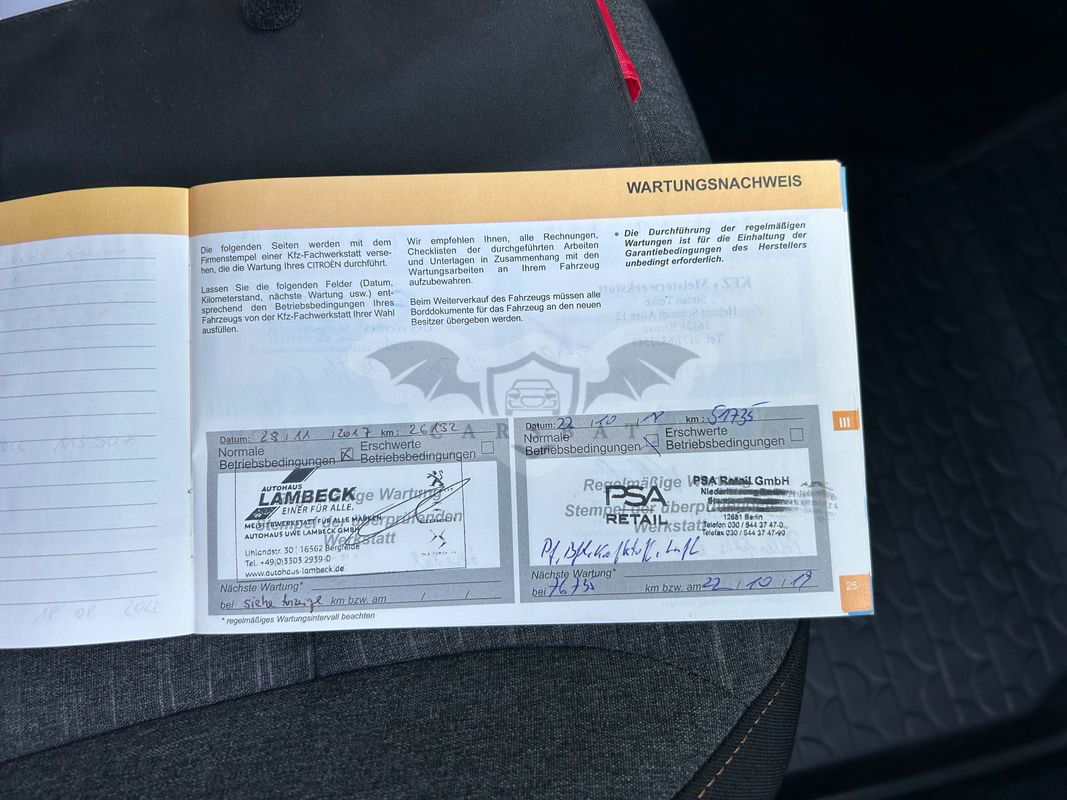 WARTUNGSNACHWEIS
Die folgenden Seiten werden mit dem
Firmenstempel einer Kfz-Fachwerkstatt verse-
hen, die die Wartung Ihres CITROËN durchführt.
Lassen Sie die folgenden Felder (Datum,
Kilometerstand, nächste Wartung usw.) ent-
sprechend den Betriebsbedingungen Ihres
Fahrzeugs von der Kfz-Fachwerkstatt Ihrer Wahl
ausfüllen.
Wir empfehlen Ihnen, alle Rechnungen,
Checklisten der durchgeführten Arbeiten
und Unterlagen in Zusammenhang mit den
Wartungsarbeiten an Ihrem Fahrzeug
aufzubewahren.
Beim Weiterverkauf des Fahrzeugs müssen alle
Borddokumente für das Fahrzeug an den neuen
Besitzer übergeben werden.
• Die Durchführung der regelmäßigen
Wartungen ist für die Einhaltung der
Garantiebedingungen des Herstellers
unbedingt erforderlich.
Datum: 23 / 11 / 2017 km : 26132
Normale Betriebsbedingungen
Erschwerte Betriebsbedingungen
AUTOHAUS
LAMBECK
EINER FÜR ALLE.
MEISTERWERKSTATT FÜR ALLE MARKEN
AUTOHAUS UWE LAMBECK GMBH
Uhlandstr. 30 | 16562 Bergfelde
Tel. +49(0)3303 2939-0
www.autohaus-lambeck.de
Nächste Wartung*
bei siehe Anzeige km bzw. am / /
* regelmäßiges Wartungsintervall beachten
Datum: 22 / 10 / 18 km : 51735
Normale Betriebsbedingungen
Erschwerte Betriebsbedingungen
Regelmäßige Wartung
Stempel der überprüfenden
Werkstatt
PSA
RETAIL
PSA Retail GmbH
12681 Berlin
Telefon 030 / 544 37 47-0
Telefax 030 / 544 37 47-90
Nächste Wartung*
bei 76735 km bzw. am 22 / 10 / 19
III
25
18 08 2022